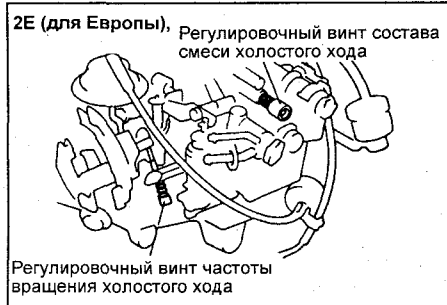 2E (для Европы),
Регулировочный винт состава
смеси холостого хода
Регулировочный винт частоты
вращения холостого хода